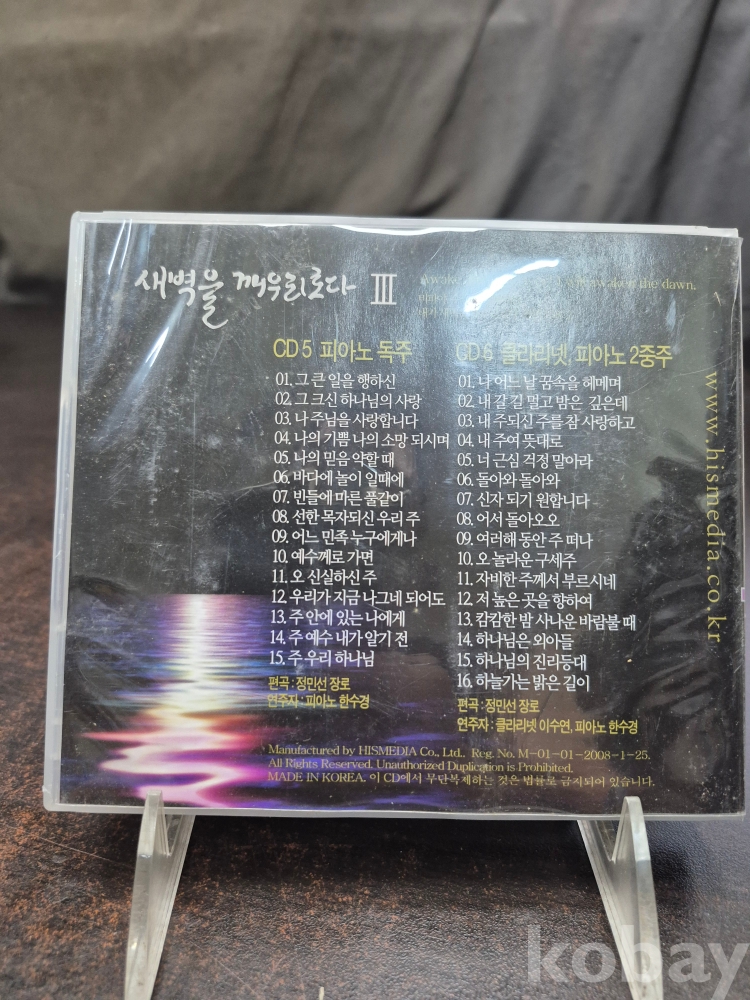 새벽을 깨우리로다 III
the dawn.
CD 5 피아노 독주
01. 그 큰 일을 행하신
02. 그 크신 하나님의 사랑
03. 나 주님을 사랑합니다
04. 나의 기쁨 나의 소망 되시며
05. 나의 믿음 약할 때
06. 바다에 놀이 일때에
07. 빈들에 마른 풀같이
08. 선한 목자되신 우리 주
09. 어느 민족 누구에게나
10. 예수께로 가면
11. 오 신실하신 주
12. 우리가 지금 나그네 되어도
13. 주 안에 있는 나에게
14. 주 예수 내가 알기 전
15. 주 우리 하나님
편곡 : 정민선 장로
연주자 : 피아노 한수경
CD 6 클라리넷, 피아노 2중주
01. 나 어느 날 꿈속을 헤메며
02. 내 갈 길 멀고 밤은 깊은데
03. 내 주되신 주를 참 사랑하고
04. 내 주여 뜻대로
05. 너 근심 걱정 말아라
06. 돌아와 돌아와
07. 신자 되기 원합니다
08. 어서 돌아오오
09. 여러해 동안 주 떠나
10. 오 놀라운 구세주
11. 자비한 주께서 부르시네
12. 저 높은 곳을 향하여
13. 캄캄한 밤 사나운 바람불 때
14. 하나님은 외아들
15. 하나님의 진리등대
16. 하늘가는 밝은 길이
편곡 : 정민선 장로
연주자 : 클라리넷 이수연, 피아노 한수경
www.hismedia.co.kr
Manufactured by HISMEDIA Co., Ltd., Reg. No. M-01-01-2008-1-25.
All Rights Reserved. Unauthorized Duplication is Prohibited.
MADE IN KOREA. 이 CD에서 무단복제하는 것은 법률로 금지되어 있습니다.
kobay